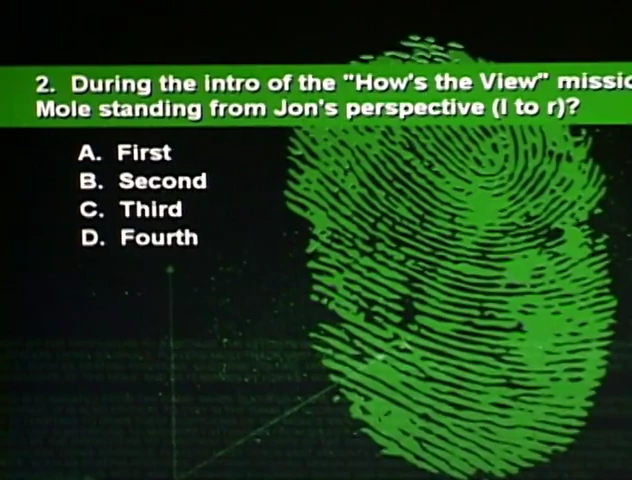 2. During the intro of the "How's the View"
Mole standing from Jon's perspective (l to r)?
A. First
B. Second
C. Third
D. Fourth